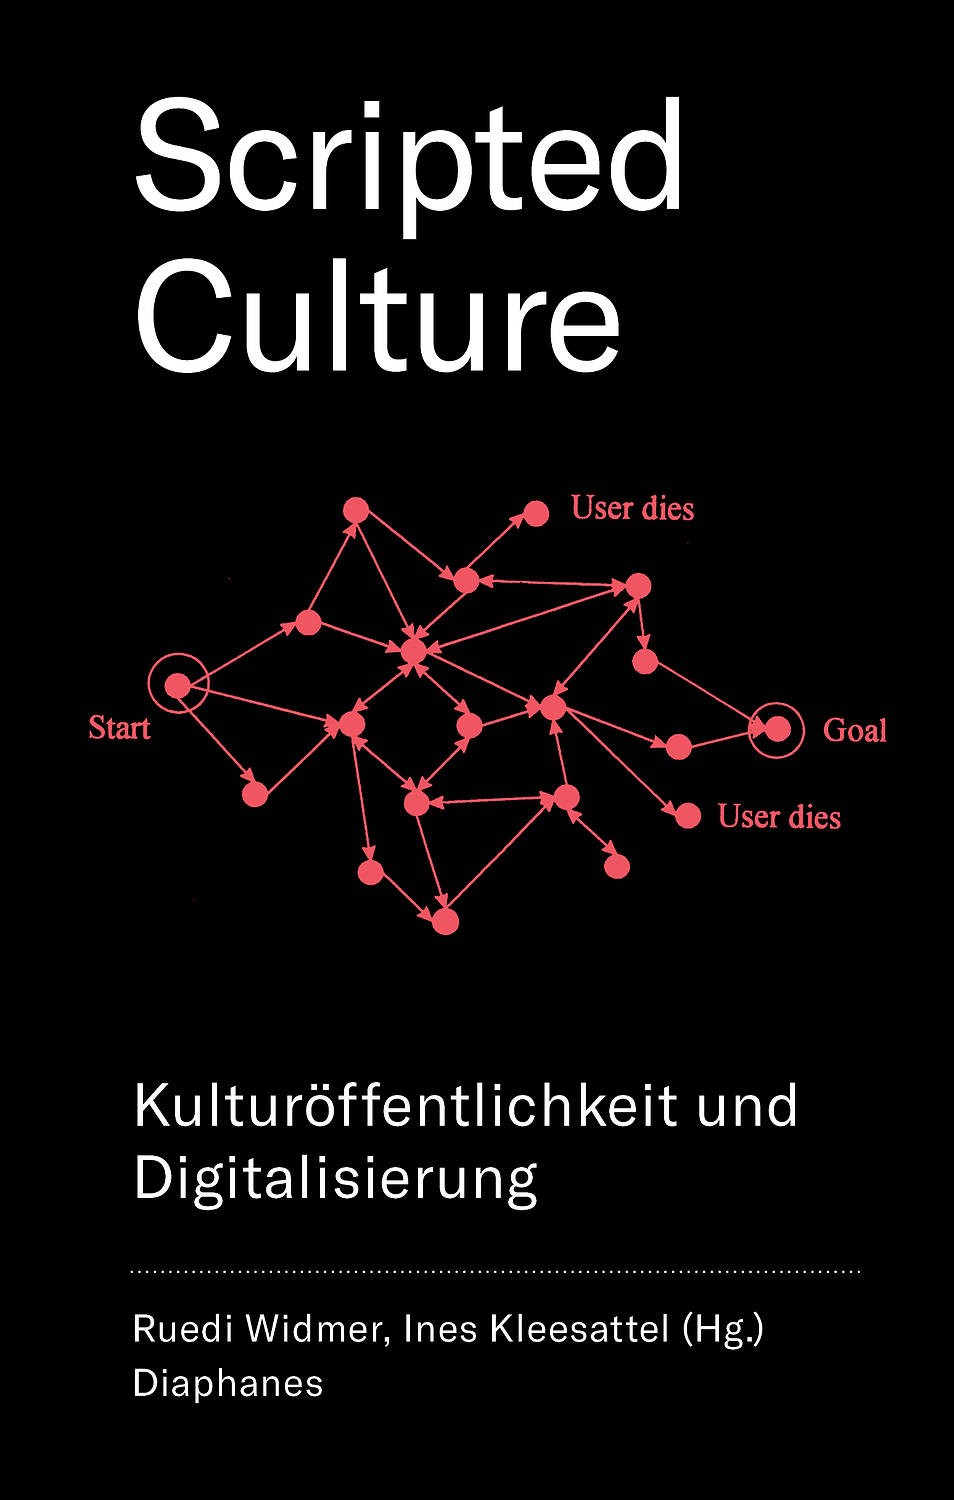 Scripted
Culture
User dies
Start
Goal
User dies
Kulturöffentlichkeit und
Digitalisierung
Ruedi Widmer, Ines Kleesattel (Hg.)
Diaphanes